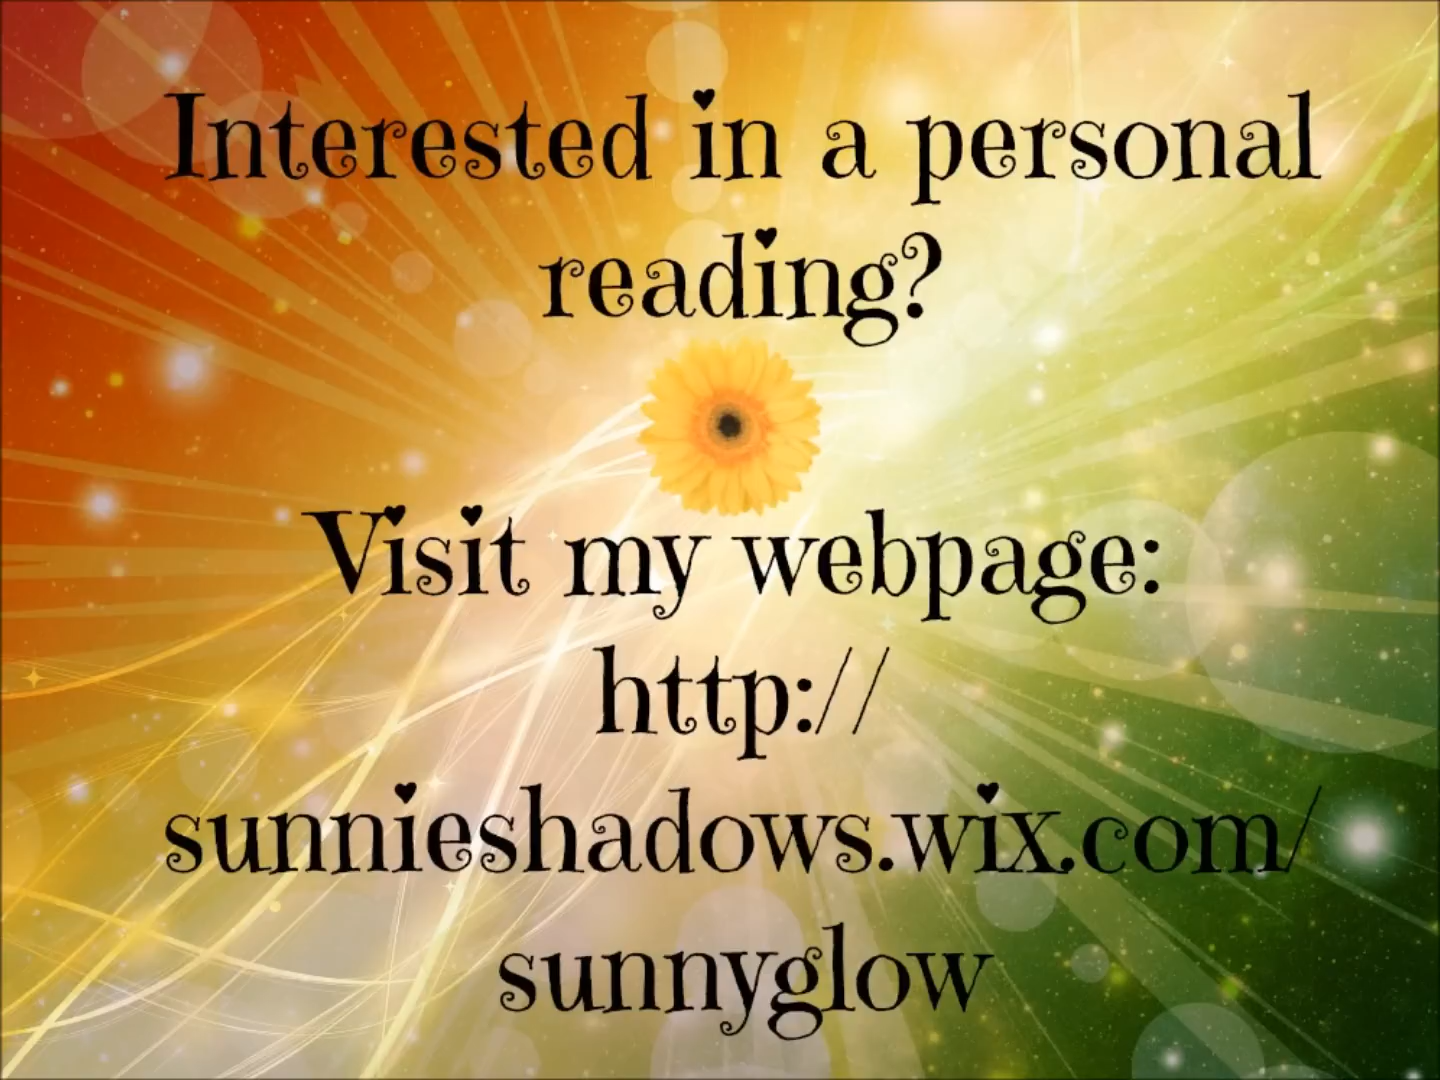 Interested in a personal
reading?
Visit my webpage:
http://
sunnieshadows.wix.com/
sunnyglow